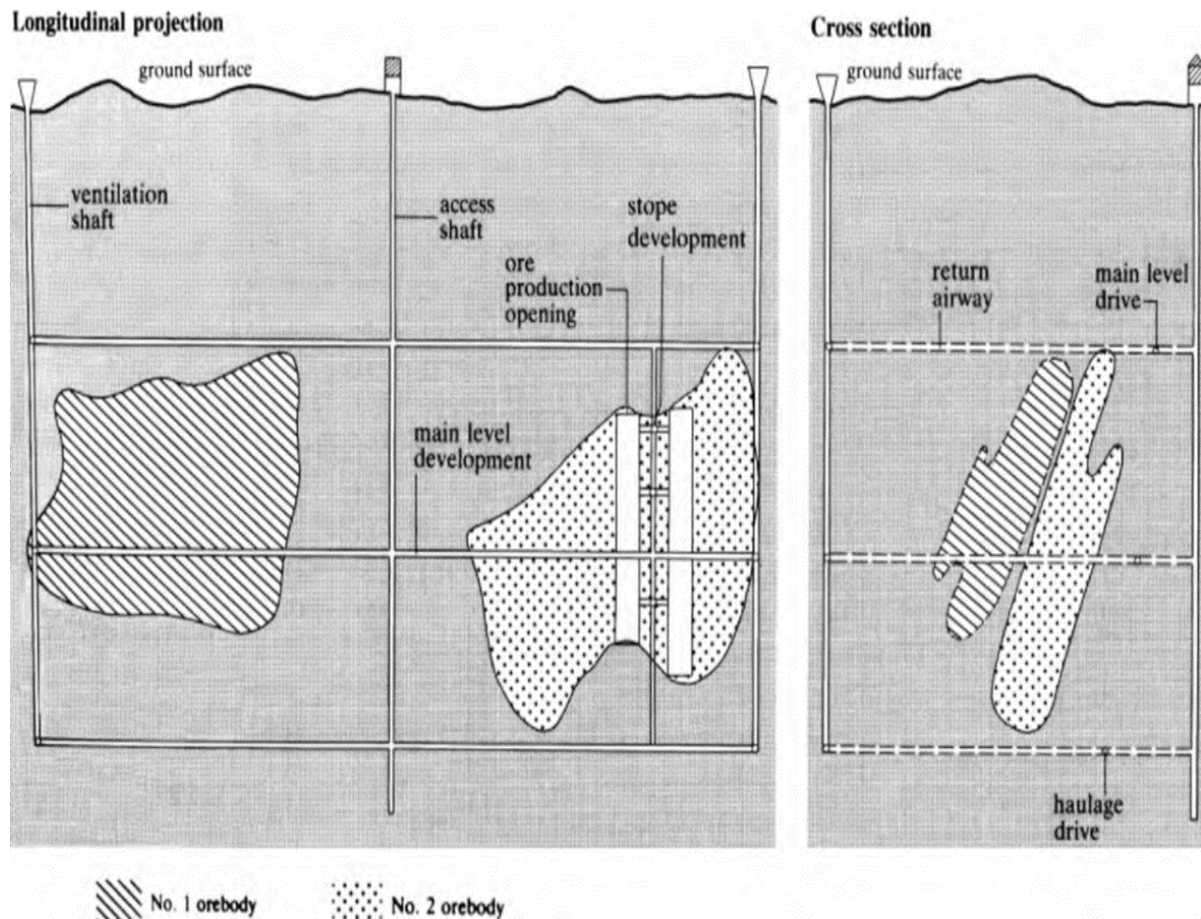 Longitudinal projection
ground surface
ventilation
shaft
access
shaft
stope
development
ore
production
opening
main level
development
Cross section
ground surface
return
airway
main level
drive
haulage
drive
No. 1 orebody
No. 2 orebody